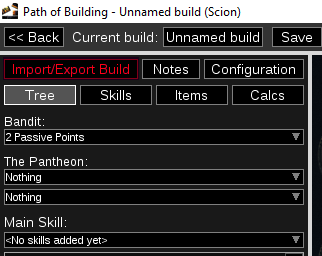 Path of Building - Unnamed build (Scion)
<< Back Current build: Unnamed build Save
Import/Export Build Notes Configuration
Tree Skills Items Calcs
Bandit:
2 Passive Points
The Pantheon:
Nothing
Nothing
Main Skill:
<No skills added yet>